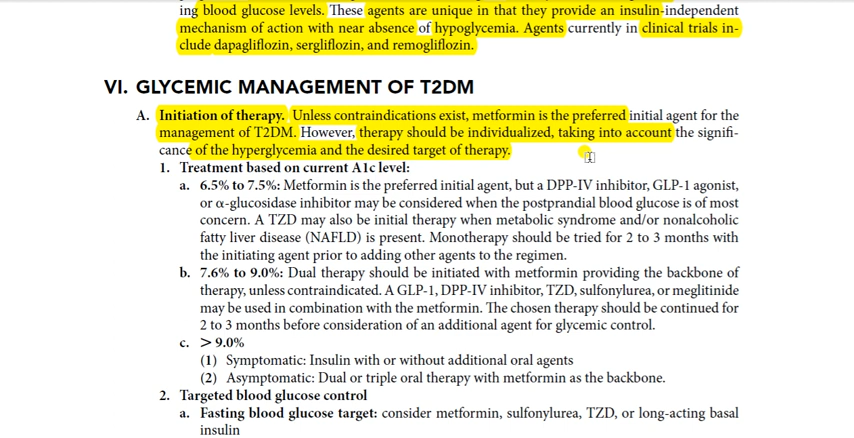 ing blood glucose levels. These agents are unique in that they provide an insulin-independent
mechanism of action with near absence of hypoglycemia. Agents currently in clinical trials in-
clude dapagliflozin, sergliflozin, and remogliflozin.
VI. GLYCEMIC MANAGEMENT OF T2DM
A. Initiation of therapy. Unless contraindications exist, metformin is the preferred initial agent for the
management of T2DM. However, therapy should be individualized, taking into account the signifi-
cance of the hyperglycemia and the desired target of therapy.
1. Treatment based on current A1c level:
a. 6.5% to 7.5%: Metformin is the preferred initial agent, but a DPP-IV inhibitor, GLP-1 agonist,
or α-glucosidase inhibitor may be considered when the postprandial blood glucose is of most
concern. A TZD may also be initial therapy when metabolic syndrome and/or nonalcoholic
fatty liver disease (NAFLD) is present. Monotherapy should be tried for 2 to 3 months with
the initiating agent prior to adding other agents to the regimen.
b. 7.6% to 9.0%: Dual therapy should be initiated with metformin providing the backbone of
therapy, unless contraindicated. A GLP-1, DPP-IV inhibitor, TZD, sulfonylurea, or meglitinide
may be used in combination with the metformin. The chosen therapy should be continued for
2 to 3 months before consideration of an additional agent for glycemic control.
c. > 9.0%
(1) Symptomatic: Insulin with or without additional oral agents
(2) Asymptomatic: Dual or triple oral therapy with metformin as the backbone.
2. Targeted blood glucose control
a. Fasting blood glucose target: consider metformin, sulfonylurea, TZD, or long-acting basal
insulin